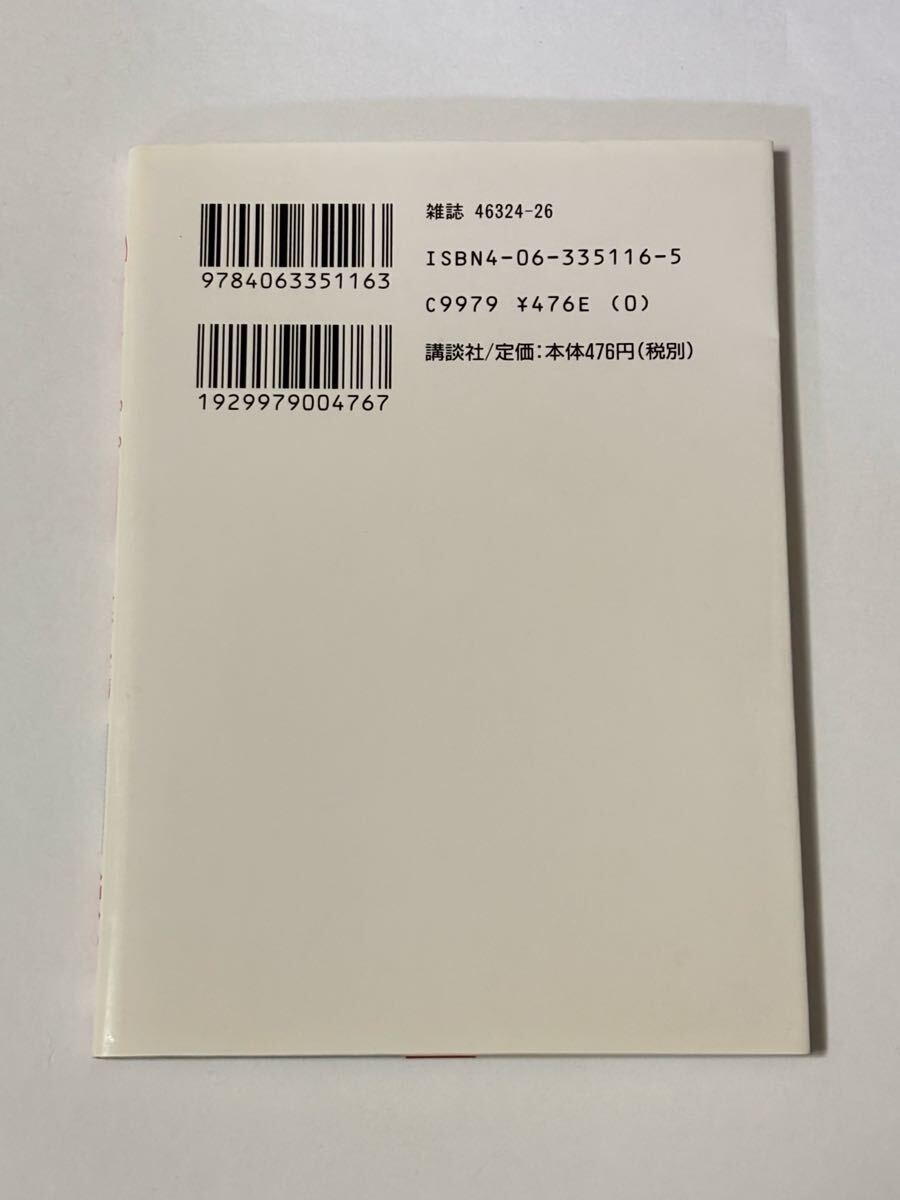 9784063351163
1929979004767
雑誌 46324-26
ISBN4-06-335116-5
C9979 ¥476E (0)
講談社/定価：本体476円(税別)